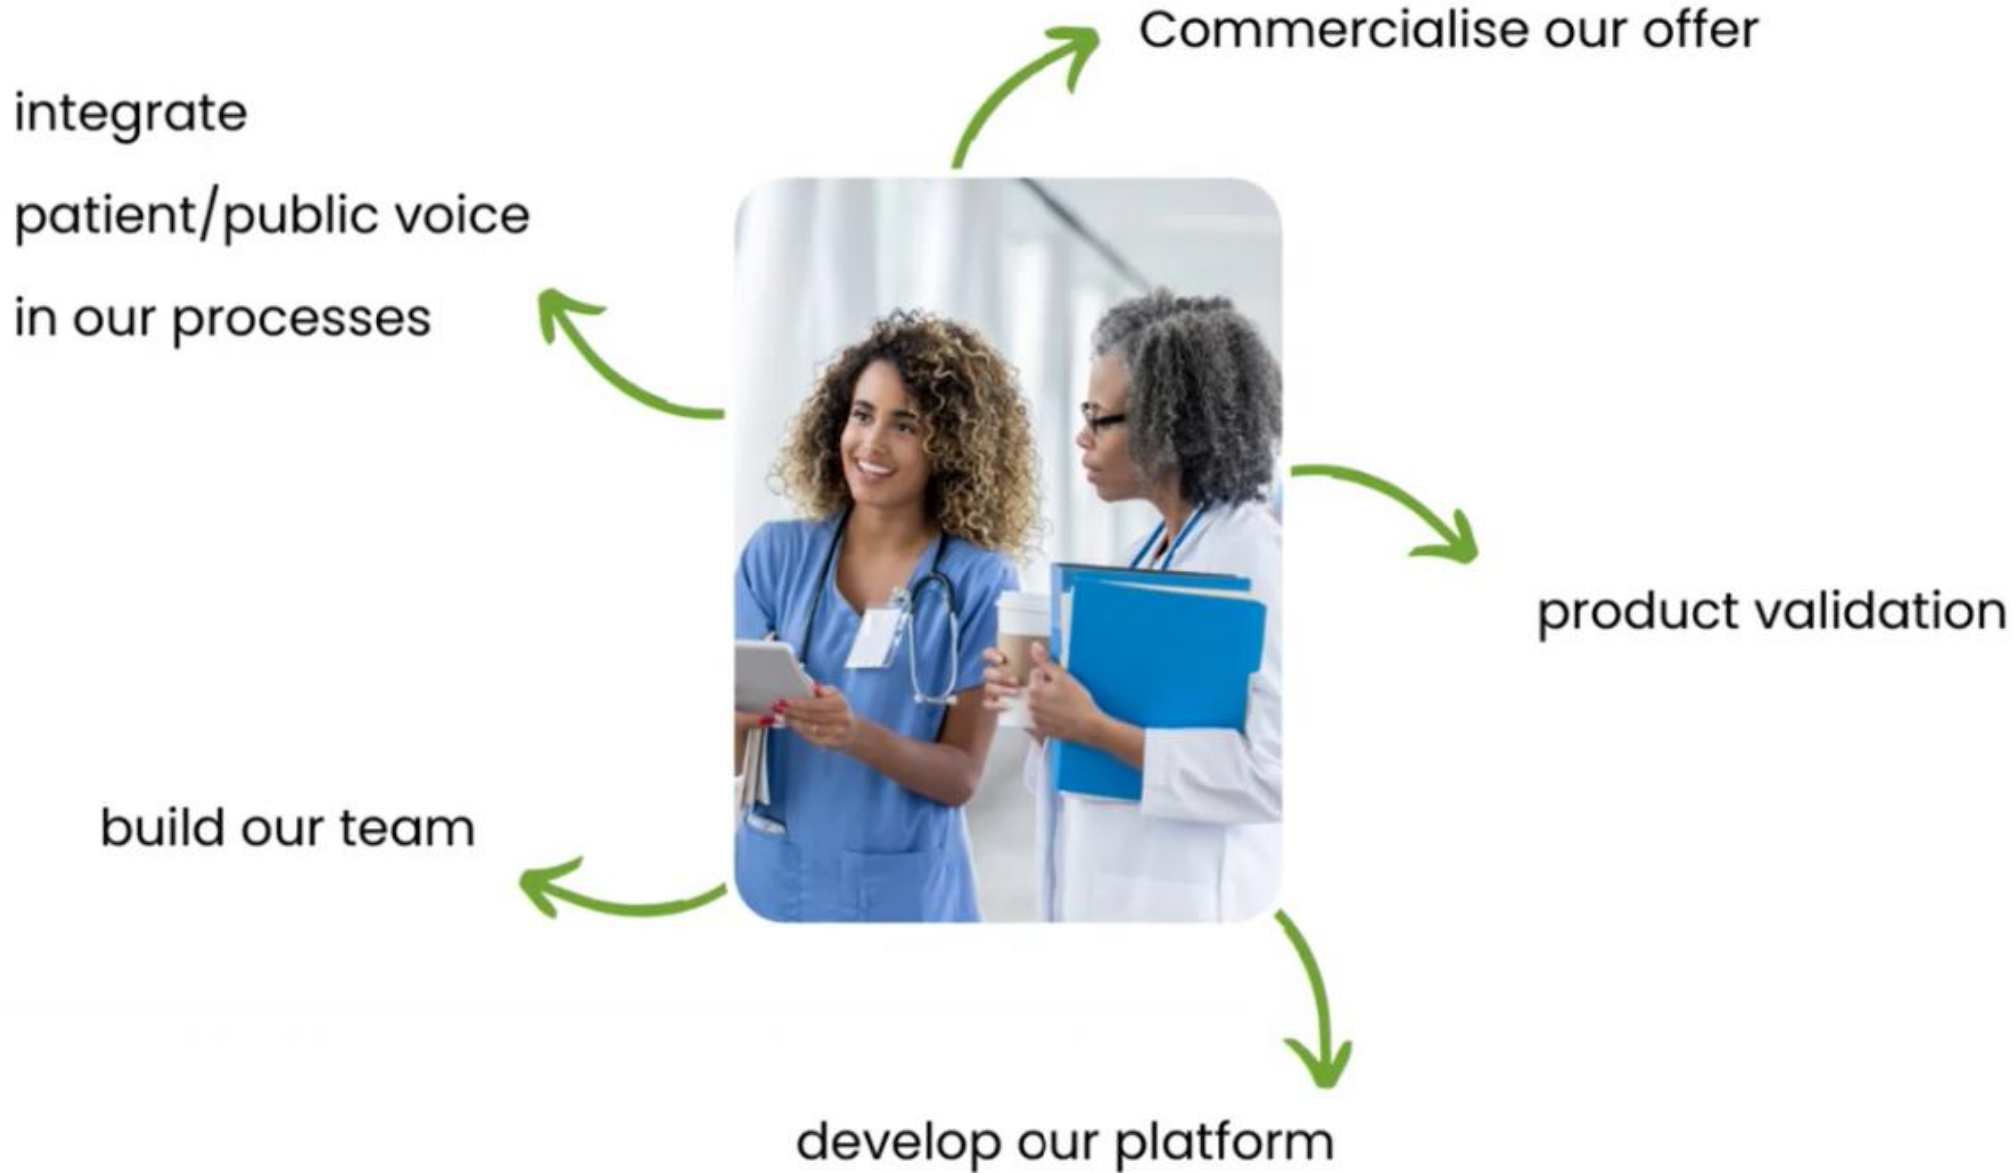 Commercialise our offer
integrate
patient/public voice
in our processes
product validation
build our team
develop our platform